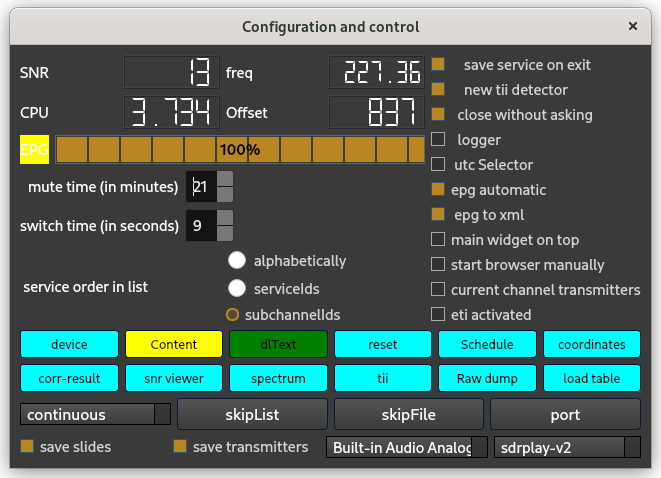 Configuration and control ×
SNR 13 freq 227.36
CPU 3.734 Offset 837
EPG 100%
mute time (in minutes) 21
switch time (in seconds) 9
service order in list
alphabetically
serviceIds
subchannelIds
save service on exit
new tii detector
close without asking
logger
utc Selector
epg automatic
epg to xml
main widget on top
start browser manually
current channel transmitters
eti activated
device Content dlText reset Schedule coordinates
corr-result snr viewer spectrum tii Raw dump load table
continuous skipList skipFile port
save slides save transmitters Built-in Audio Analog sdrplay-v2